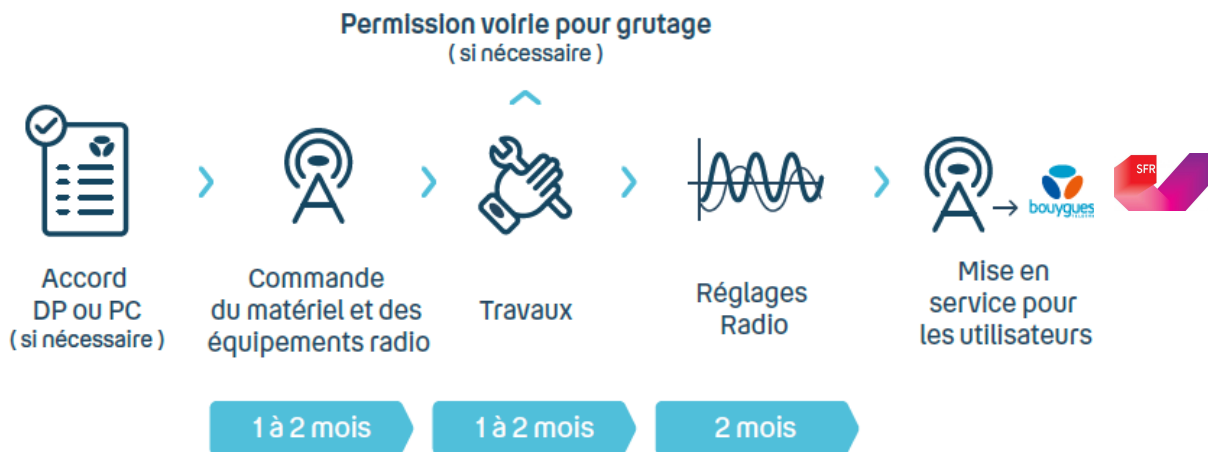 Permission voirie pour grutage
( si nécessaire )
Accord
DP ou PC
( si nécessaire )
Commande
du matériel et des
équipements radio
Travaux
Réglages
Radio
bouygues
TELECOM
SFR
Mise en
service pour
les utilisateurs
1 à 2 mois
1 à 2 mois
2 mois